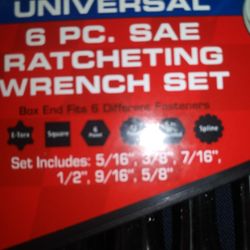 UNIVERSAL
6 PC. SAE
RATCHETING
WRENCH SET
Box End Fits 6 Different Fasteners
E-Torx Square 6 Point Spline
Set Includes: 5/16", 3/8", 7/16",
1/2", 9/16", 5/8"